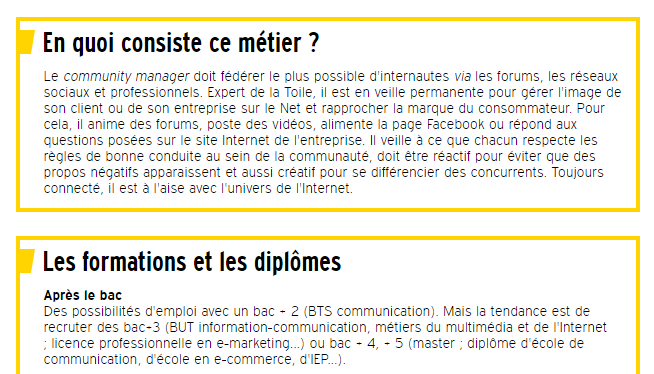 En quoi consiste ce métier ?
Le community manager doit fédérer le plus possible d'internautes via les forums, les réseaux
sociaux et professionnels. Expert de la Toile, il est en veille permanente pour gérer l'image de
son client ou de son entreprise sur le Net et rapprocher la marque du consommateur. Pour
cela, il anime des forums, poste des vidéos, alimente la page Facebook ou répond aux
questions posées sur le site Internet de l'entreprise. Il veille à ce que chacun respecte les
règles de bonne conduite au sein de la communauté, doit être réactif pour éviter que des
propos négatifs apparaissent et aussi créatif pour se différencier des concurrents. Toujours
connecté, il est à l'aise avec l'univers de l'Internet.
Les formations et les diplômes
Après le bac
Des possibilités d'emploi avec un bac + 2 (BTS communication). Mais la tendance est de
recruter des bac+3 (BUT information-communication, métiers du multimédia et de l'Internet
; licence professionnelle en e-marketing...) ou bac + 4, + 5 (master ; diplôme d'école de
communication, d'école en e-commerce, d'IEP...).